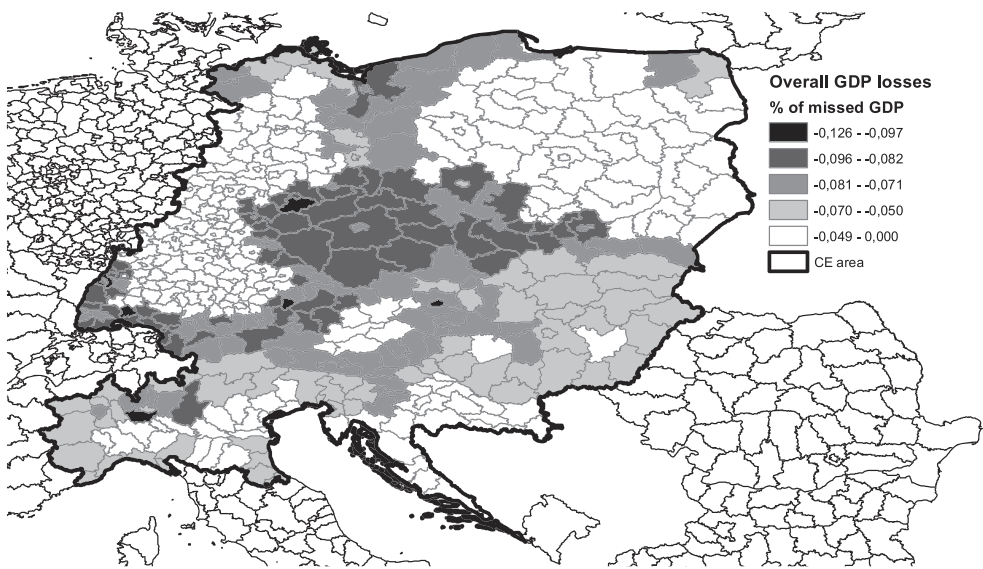 Overall GDP losses
% of missed GDP
-0,126 - -0,097
-0,096 - -0,082
-0,081 - -0,071
-0,070 - -0,050
-0,049 - 0,000
CE area